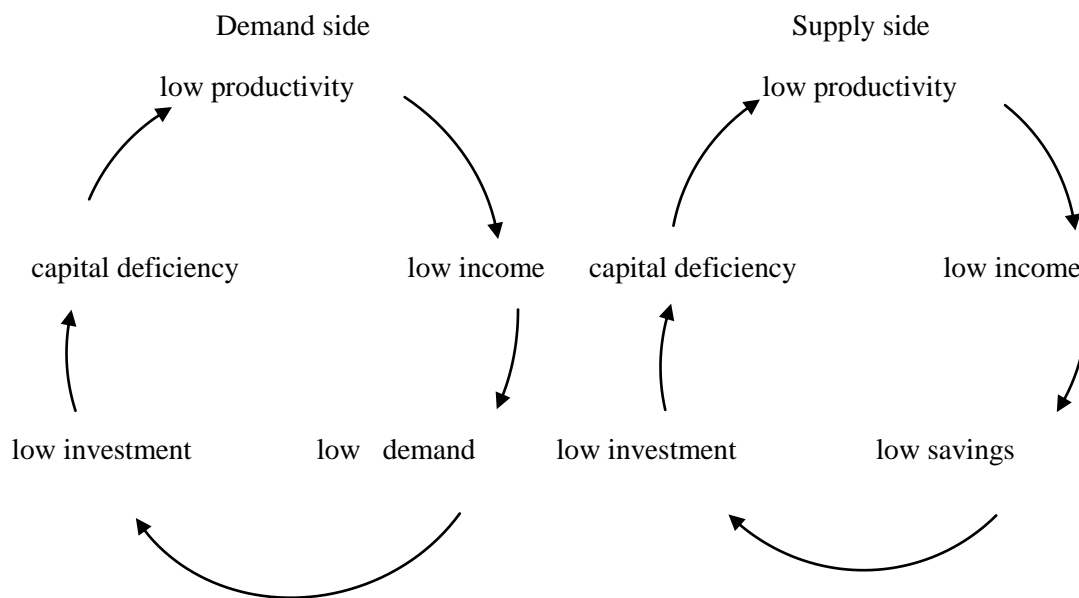 Demand side
low productivity
capital deficiency
low income
low investment
low demand
Supply side
low productivity
capital deficiency
low income
low investment
low savings